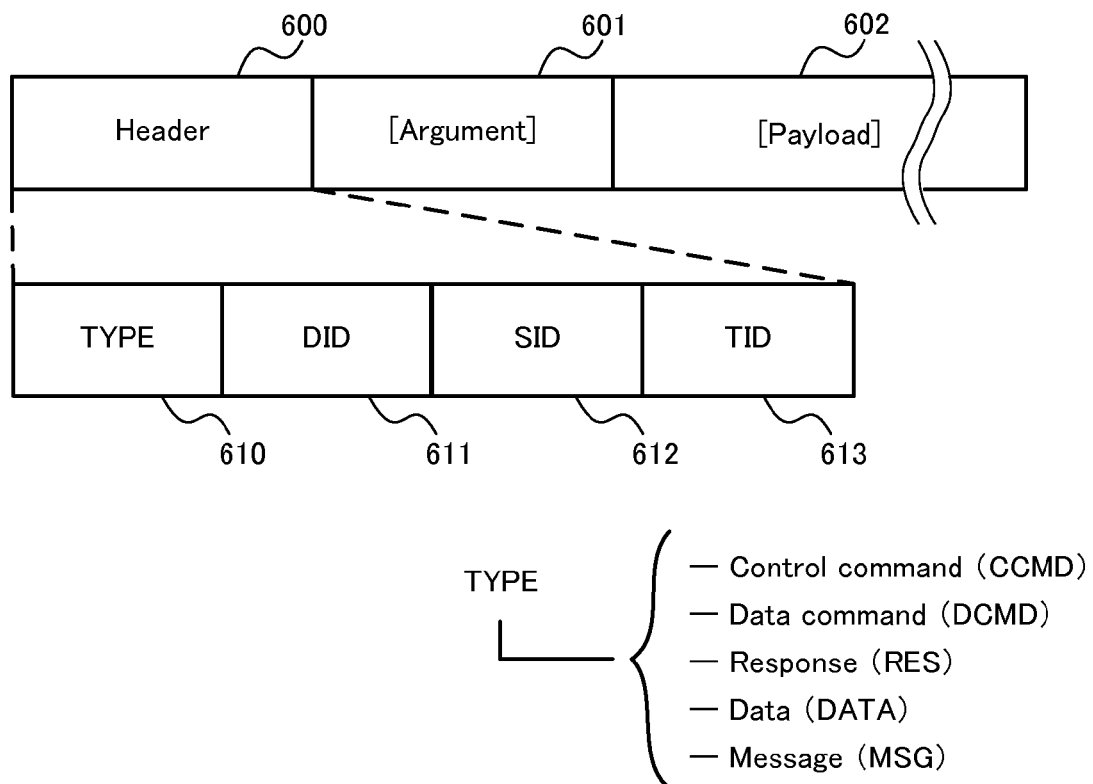 600 601 602
Header [Argument] [Payload]
TYPE DID SID TID
610 611 612 613
TYPE
— Control command (CCMD)
— Data command (DCMD)
— Response (RES)
— Data (DATA)
— Message (MSG)